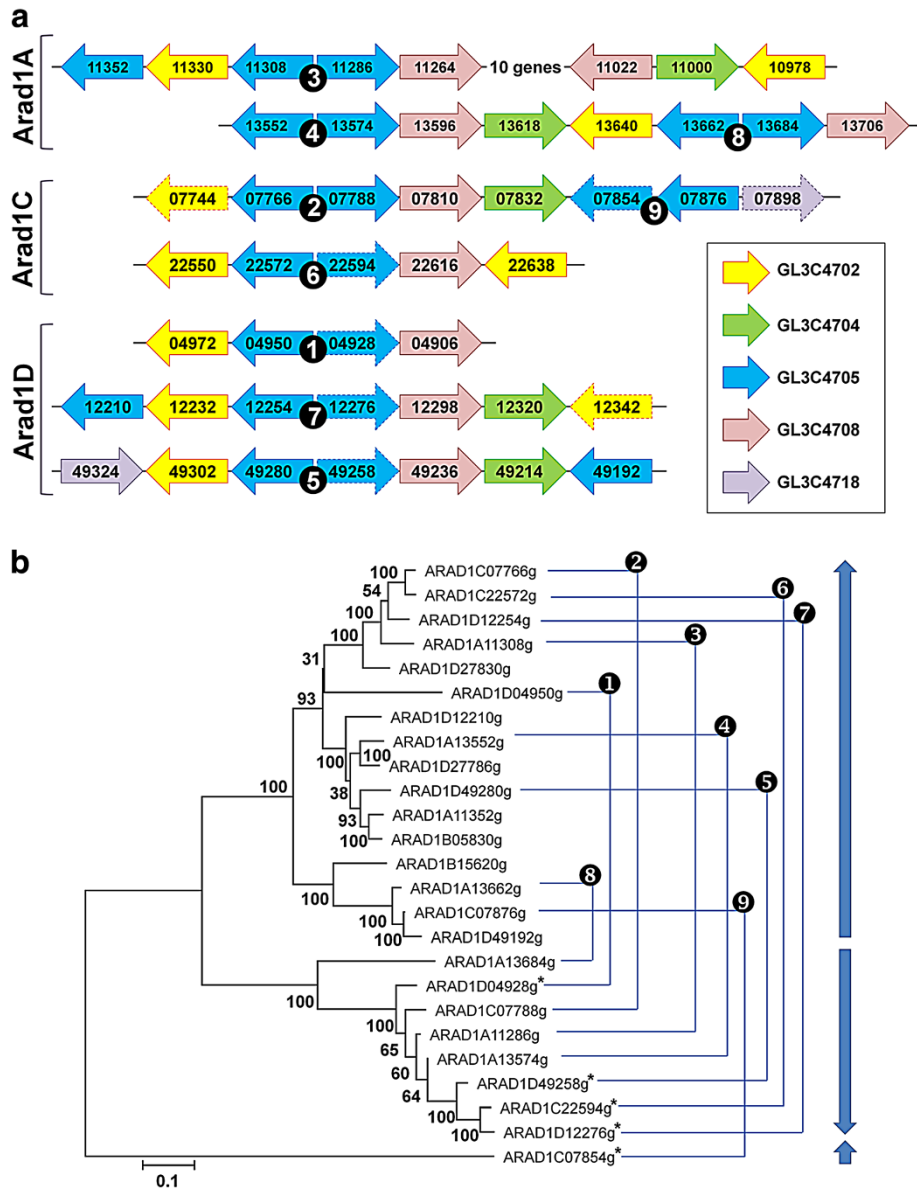 a
Arad1A
11352 11330 11308 3 11286 11264 10 genes 11022 11000 10978
13552 4 13574 13596 13618 13640 13662 8 13684 13706
Arad1C
07744 07766 2 07788 07810 07832 07854 9 07876 07898
22550 22572 6 22594 22616 22638
Arad1D
04972 04950 1 04928 04906
12210 12232 12254 7 12276 12298 12320 12342
49324 49302 49280 5 49258 49236 49214 49192
GL3C4702
GL3C4704
GL3C4705
GL3C4708
GL3C4718
b
100 ARAD1C07766g 2
54 ARAD1C22572g 6
100 ARAD1D12254g 7
ARAD1A11308g 3
31 ARAD1D27830g
93 ARAD1D04950g 1
ARAD1D12210g
100 ARAD1A13552g 4
100 ARAD1D27786g
38 ARAD1D49280g 5
100 93 ARAD1A11352g
100 ARAD1B05830g
ARAD1B15620g
100 ARAD1A13662g 8
100 ARAD1C07876g 9
100 ARAD1D49192g
ARAD1A13684g
100 ARAD1D04928g*
100 ARAD1C07788g
65 ARAD1A11286g
60 ARAD1A13574g
64 ARAD1D49258g*
100 ARAD1C22594g*
100 ARAD1D12276g*
ARAD1C07854g*
0.1